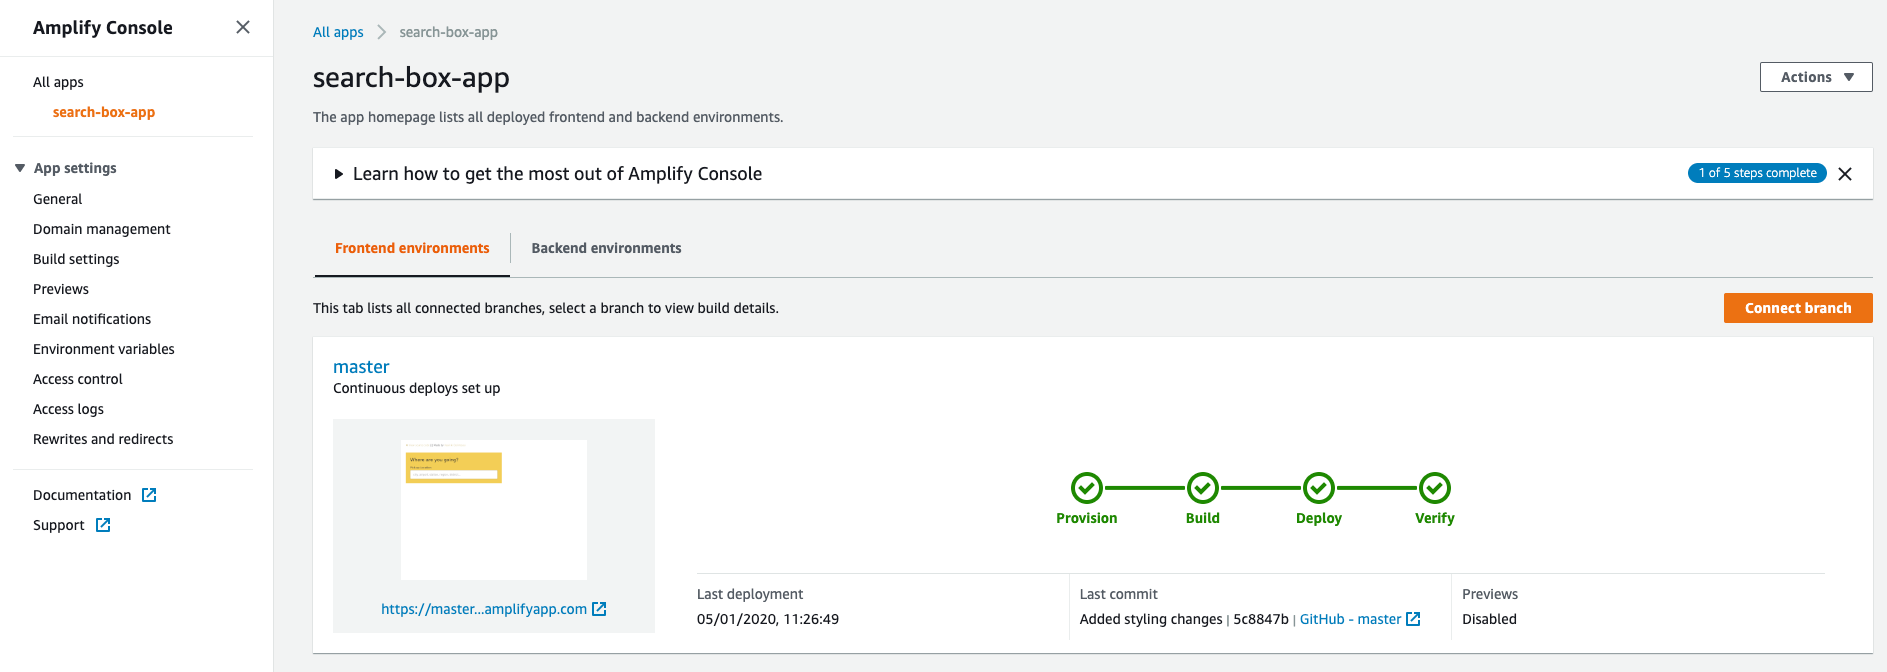 Amplify Console
All apps
search-box-app
App settings
General
Domain management
Build settings
Previews
Email notifications
Environment variables
Access control
Access logs
Rewrites and redirects
Documentation
Support
All apps search-box-app
search-box-app
Actions
The app homepage lists all deployed frontend and backend environments.
Learn how to get the most out of Amplify Console
1 of 5 steps complete
Frontend environments Backend environments
This tab lists all connected branches, select a branch to view build details.
Connect branch
master
Continuous deploys set up
Where are you going?
https://master...amplifyapp.com
Provision Build Deploy Verify
Last deployment
05/01/2020, 11:26:49
Last commit
Added styling changes | 5c8847b | GitHub - master
Previews
Disabled